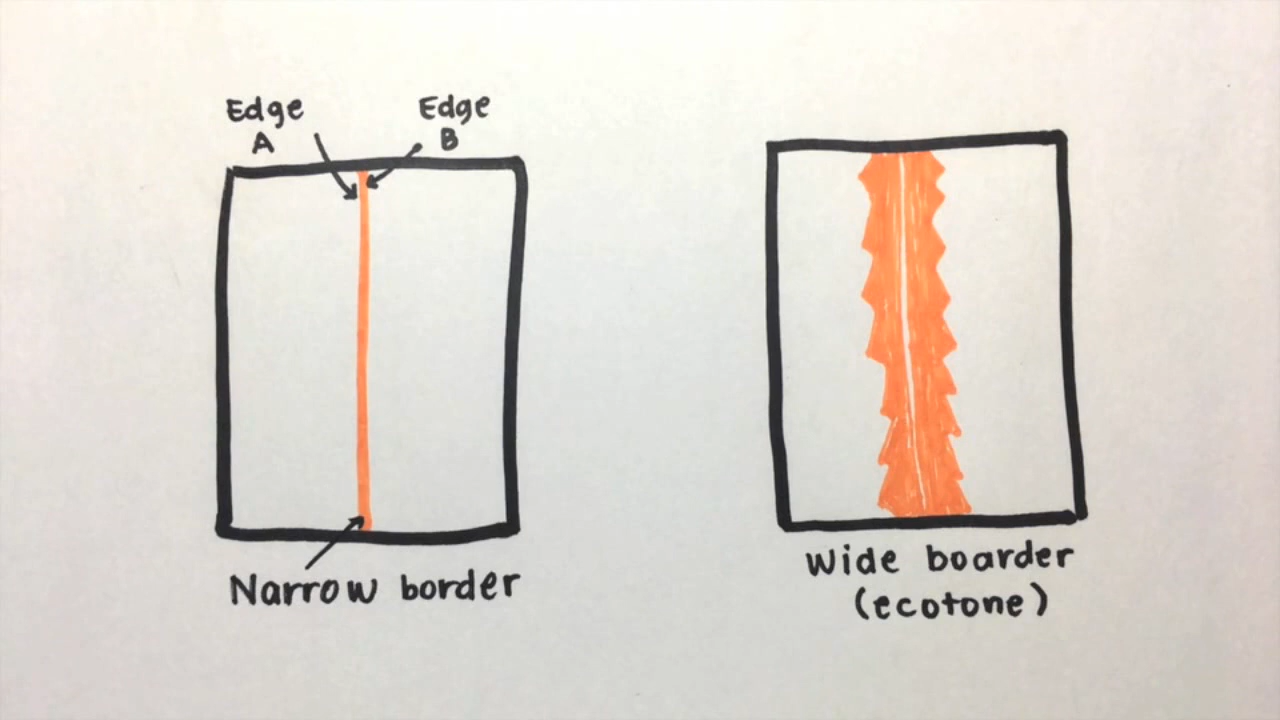 Edge
A
Edge
B
Narrow border
Wide boarder
(ecotone)